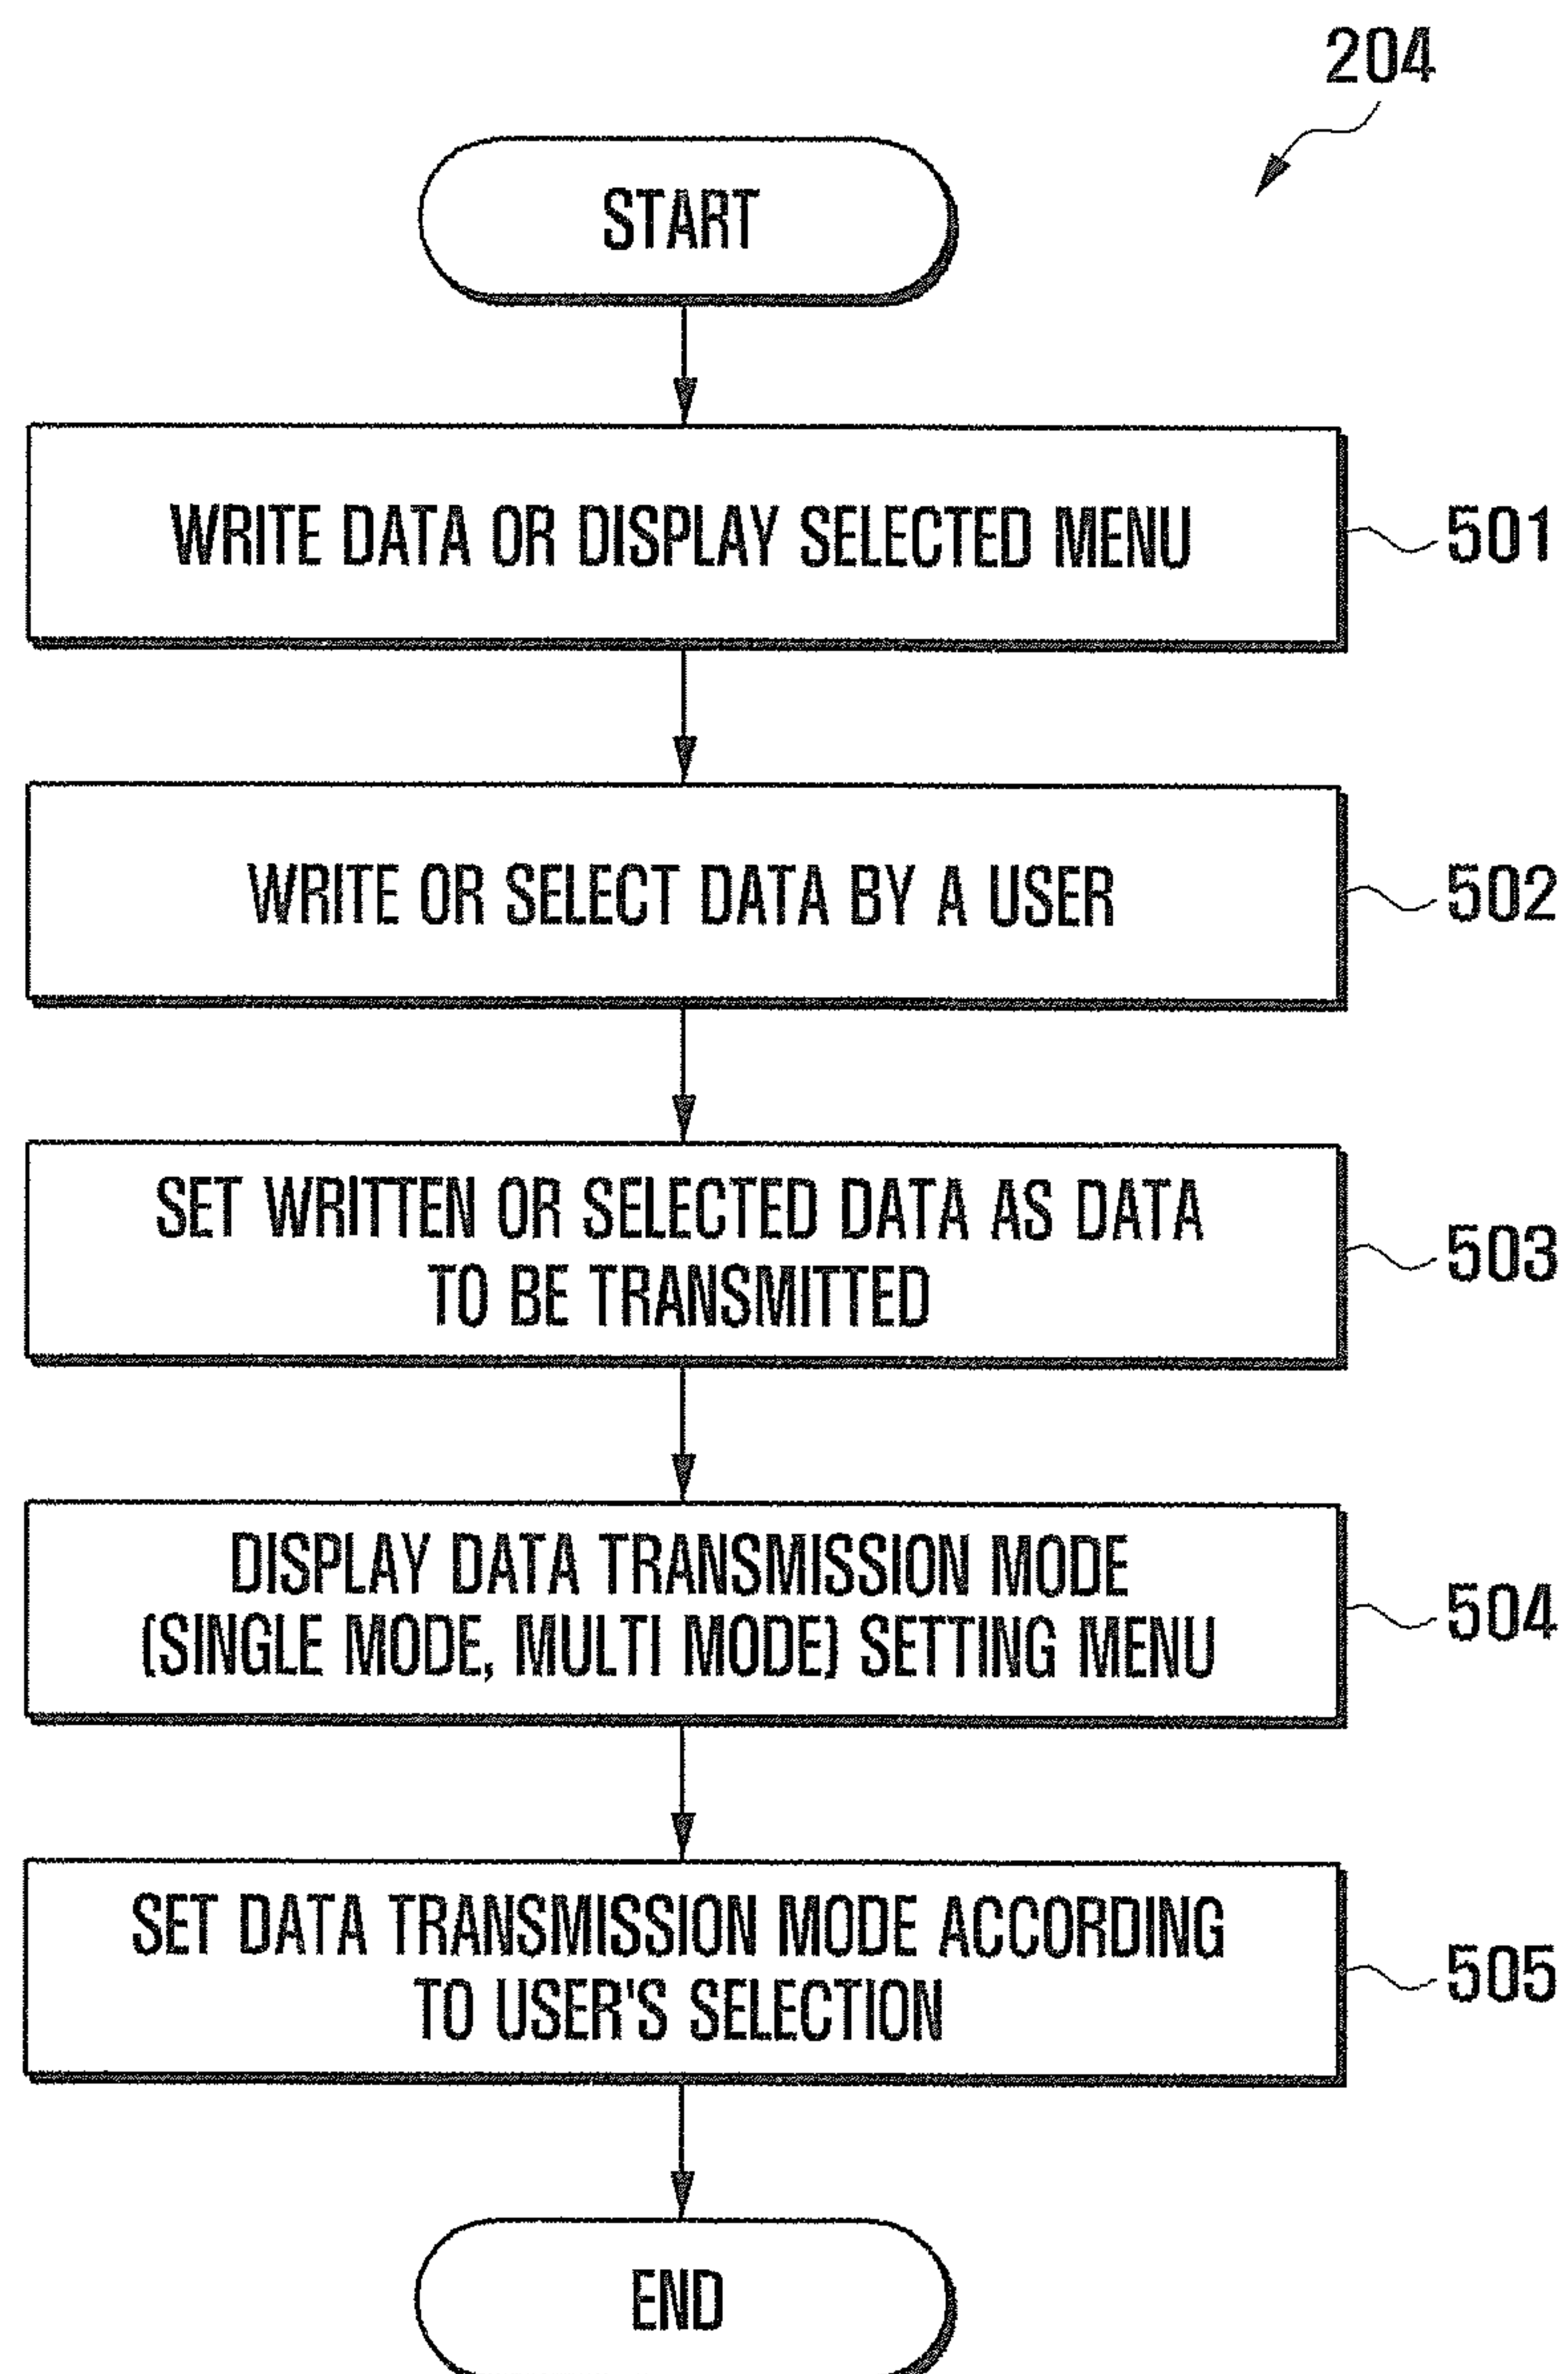 204
START
WRITE DATA OR DISPLAY SELECTED MENU
501
WRITE OR SELECT DATA BY A USER
502
SET WRITTEN OR SELECTED DATA AS DATA
TO BE TRANSMITTED
503
DISPLAY DATA TRANSMISSION MODE
(SINGLE MODE, MULTI MODE) SETTING MENU
504
SET DATA TRANSMISSION MODE ACCORDING
TO USER'S SELECTION
505
END